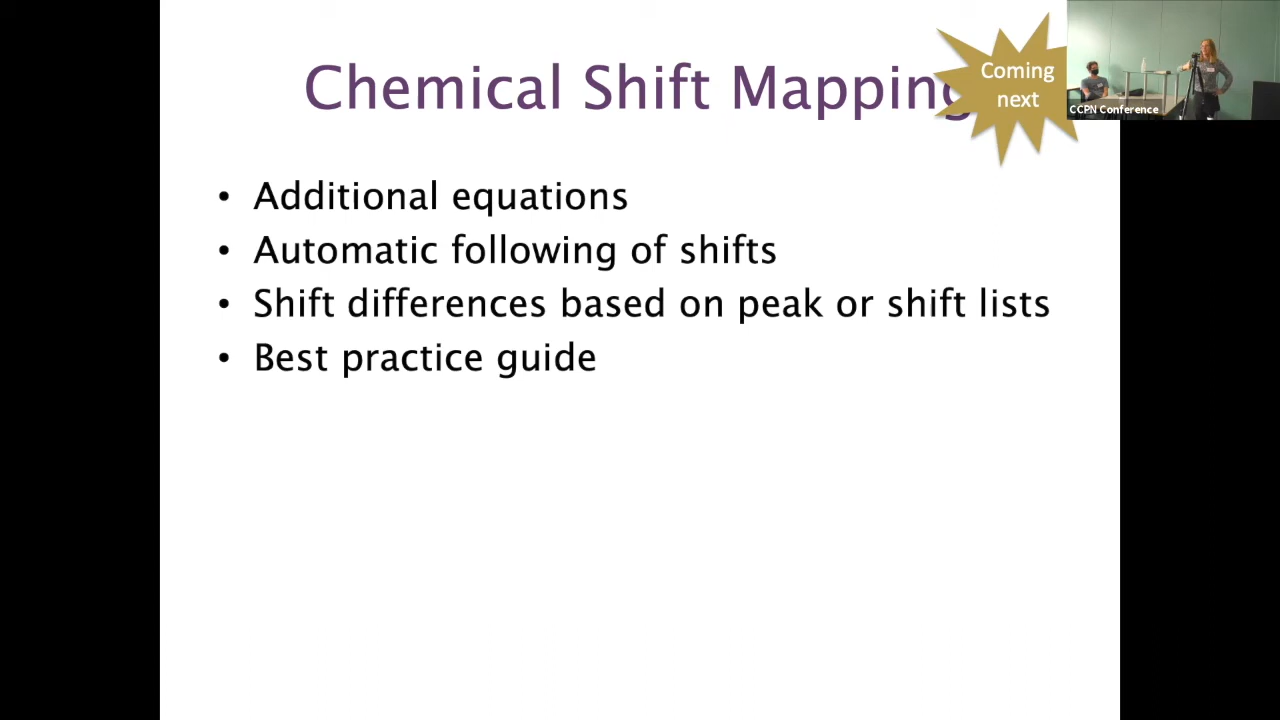 Chemical Shift Mapping
Coming
next
CCPN Conference
• Additional equations
• Automatic following of shifts
• Shift differences based on peak or shift lists
• Best practice guide